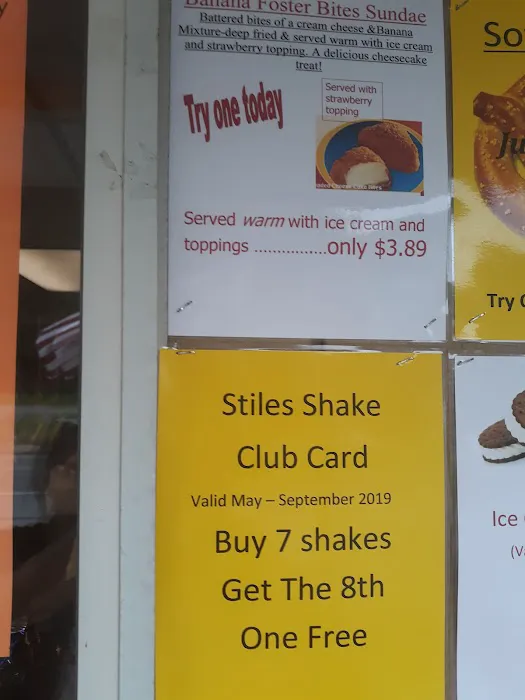 Banana Foster Bites Sundae
Battered bites of a cream cheese &Banana
Mixture-deep fried & served warm with ice cream
and strawberry topping. A delicious cheesecake
treat!
Try one today
Served with
strawberry
topping
Served warm with ice cream and
toppings ................only $3.89
Stiles Shake
Club Card
Valid May – September 2019
Buy 7 shakes
Get The 8th
One Free
Try
Ice